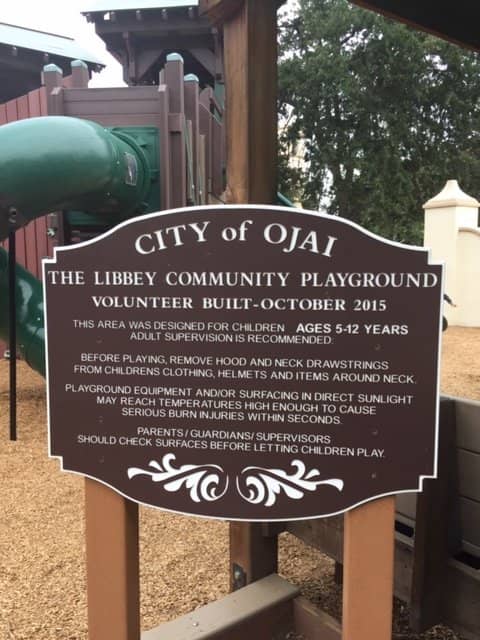 CITY of OJAI
THE LIBBEY COMMUNITY PLAYGROUND
VOLUNTEER BUILT-OCTOBER 2015
THIS AREA WAS DESIGNED FOR CHILDREN AGES 5-12 YEARS
ADULT SUPERVISION IS RECOMMENDED:
BEFORE PLAYING, REMOVE HOOD AND NECK DRAWSTRINGS
FROM CHILDRENS CLOTHING, HELMETS AND ITEMS AROUND NECK.
PLAYGROUND EQUIPMENT AND/OR SURFACING IN DIRECT SUNLIGHT
MAY REACH TEMPERATURES HIGH ENOUGH TO CAUSE
SERIOUS BURN INJURIES WITHIN SECONDS.
PARENTS / GUARDIANS/ SUPERVISORS
SHOULD CHECK SURFACES BEFORE LETTING CHILDREN PLAY.